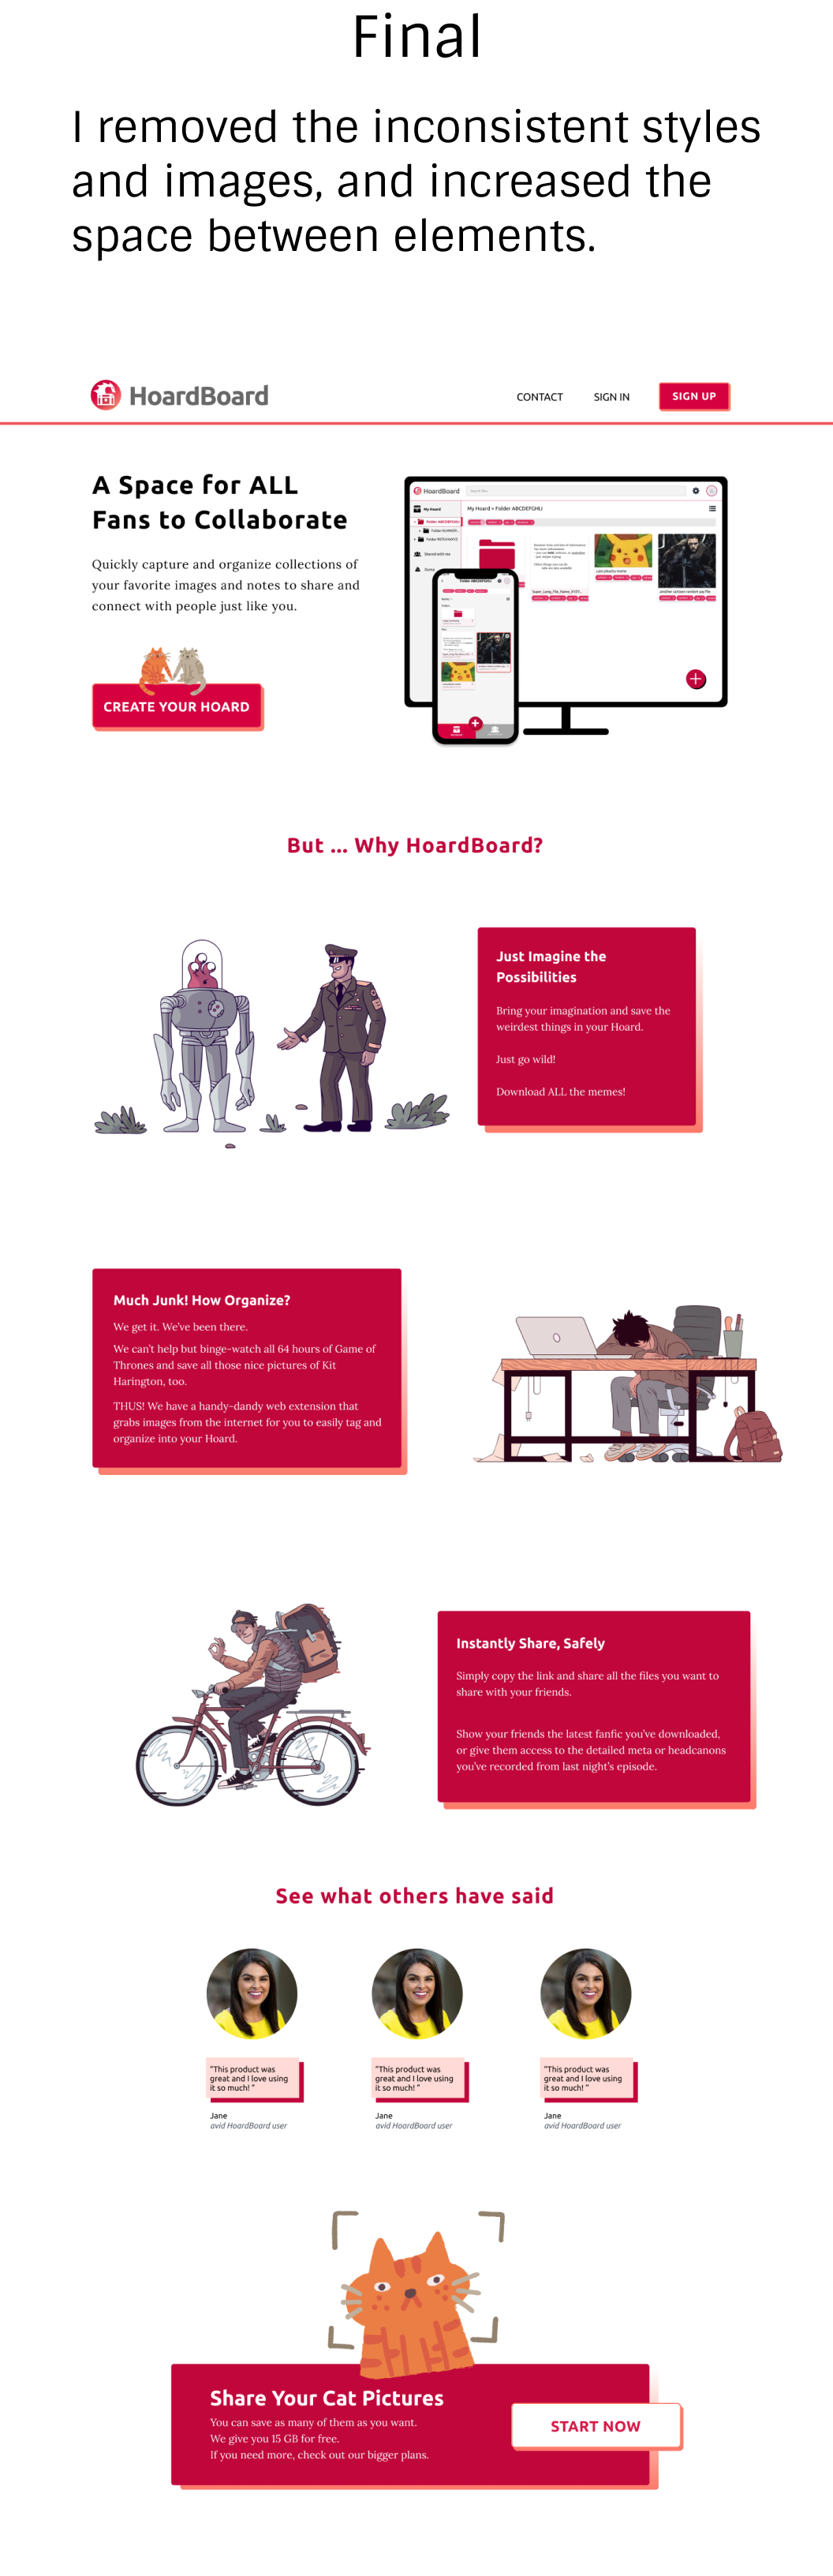 Final
I removed the inconsistent styles
and images, and increased the
space between elements.
HoardBoard
CONTACT
SIGN IN
SIGN UP
A Space for ALL
Fans to Collaborate
Quickly capture and organize collections of
your favorite images and notes to share and
connect with people just like you.
CREATE YOUR HOARD
HoardBoard
My Hoard
My Hoard > Folder ABCDEFGHIJ
Shared with me
But ... Why HoardBoard?
Just Imagine the
Possibilities
Bring your imagination and save the
weirdest things in your Hoard.
Just go wild!
Download ALL the memes!
Much Junk! How Organize?
We get it. We've been there.
We can't help but binge-watch all 64 hours of Game of
Thrones and save all those nice pictures of Kit
Harington, too.
THUS! We have a handy-dandy web extension that
grabs images from the internet for you to easily tag and
organize into your Hoard.
Instantly Share, Safely
Simply copy the link and share all the files you want to
share with your friends.
Show your friends the latest fanfic you've downloaded,
or give them access to the detailed meta or headcanons
you've recorded from last night's episode.
See what others have said
"This product was
great and I love using
it so much! "
Jane
avid HoardBoard user
"This product was
great and I love using
it so much! "
Jane
avid HoardBoard user
"This product was
great and I love using
it so much! "
Jane
avid HoardBoard user
Share Your Cat Pictures
You can save as many of them as you want.
We give you 15 GB for free.
If you need more, check out our bigger plans.
START NOW